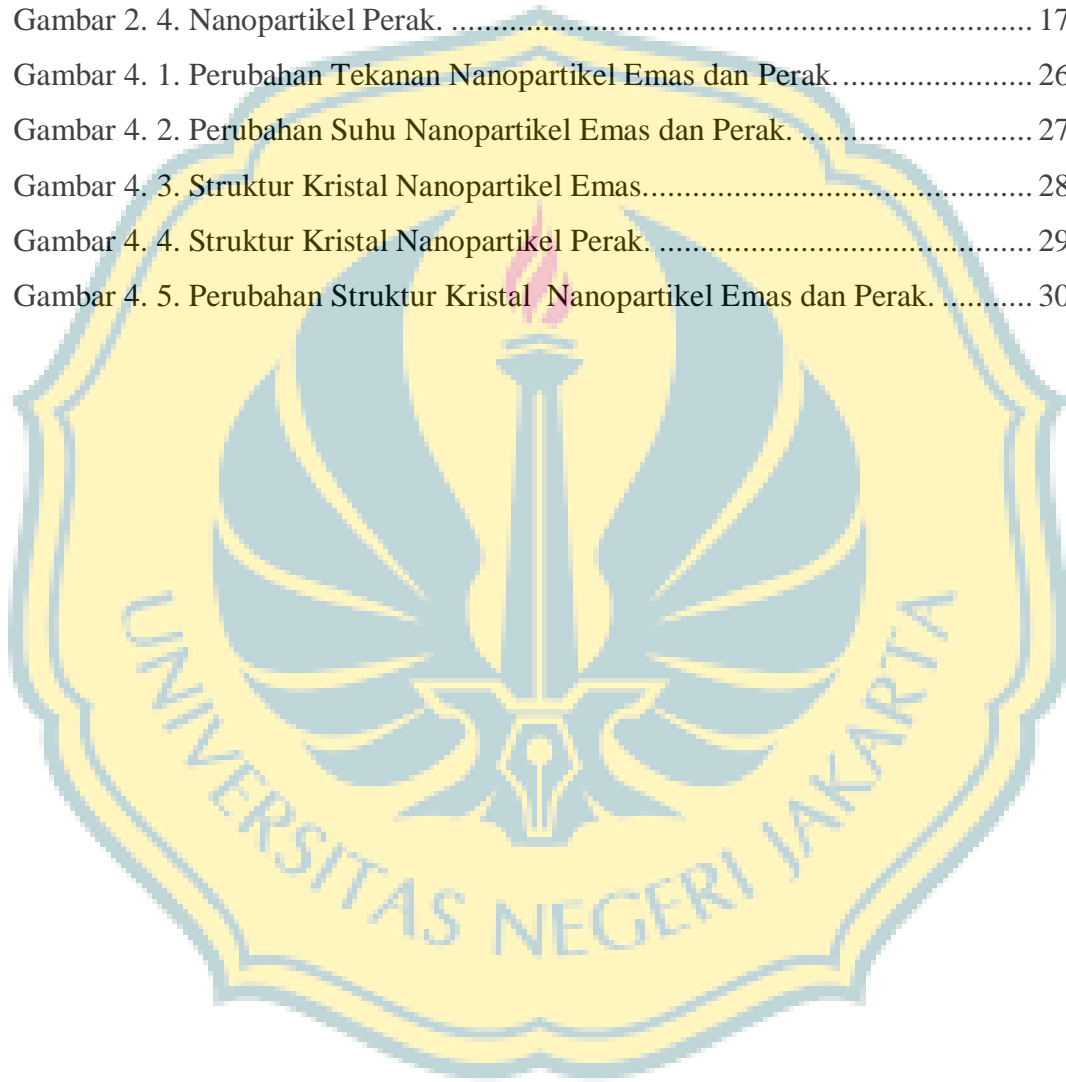 Gambar 2. 4. Nanopartikel Perak. .......................................................................... 17
Gambar 4. 1. Perubahan Tekanan Nanopartikel Emas dan Perak. ........................ 26
Gambar 4. 2. Perubahan Suhu Nanopartikel Emas dan Perak. ............................. 27
Gambar 4. 3. Struktur Kristal Nanopartikel Emas.................................................. 28
Gambar 4. 4. Struktur Kristal Nanopartikel Perak. ................................................ 29
Gambar 4. 5. Perubahan Struktur Kristal  Nanopartikel Emas dan Perak. ........... 30
UNIVERSITAS NEGERI JAKARTA